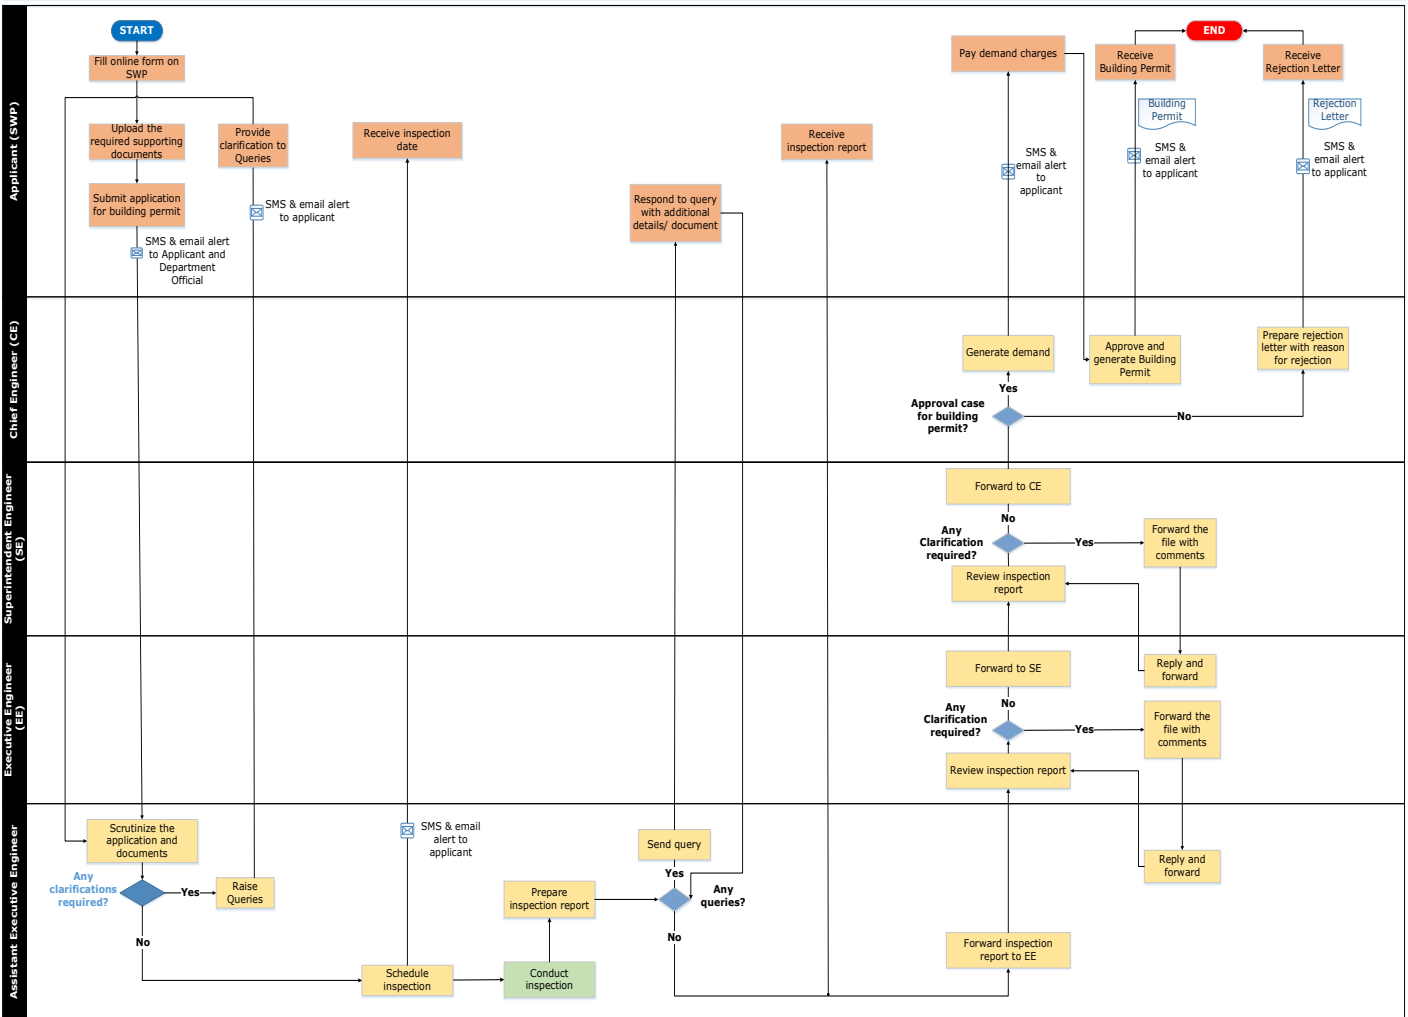 Applicant (SWP)
START
Fill online form on
SWP
Upload the
required supporting
documents
Submit application
for building permit
SMS & email alert
to Applicant and
Department
Official
Provide
clarification to
Queries
SMS & email alert
to applicant
Receive inspection
date
Respond to query
with additional
details/ document
Receive
inspection report
Pay demand charges
SMS &
email alert
to
applicant
END
Receive
Building Permit
Building
Permit
SMS &
email alert
to applicant
Receive
Rejection Letter
Rejection
Letter
SMS &
email alert
to applicant
Chief Engineer (CE)
Generate demand
Yes
Approval case
for building
permit?
No
Approve and
generate Building
Permit
Prepare rejection
letter with reason
for rejection
Superintendent Engineer
(SE)
Forward to CE
No
Any
Clarification
required?
Yes
Forward the
file with
comments
Review inspection
report
Executive Engineer
(EE)
Forward to SE
Reply and
forward
No
Any
Clarification
required?
Yes
Forward the
file with
comments
Review inspection report
Assistant Executive Engineer
Scrutinize the
application and
documents
Any
clarifications
required?
Yes
Raise
Queries
No
SMS & email
alert to
applicant
Schedule
inspection
Conduct
inspection
Prepare
inspection report
Send query
Yes
Any
queries?
No
Forward inspection
report to EE
Reply and
forward